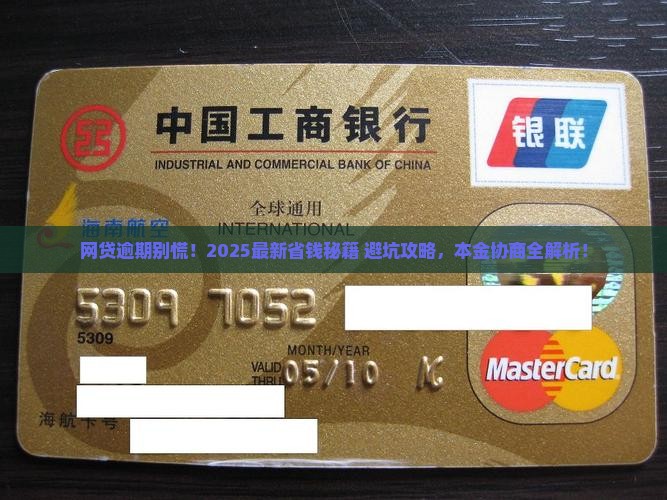 中国工商银行
INDUSTRIAL AND COMMERCIAL BANK OF CHINA
银联
全球通用
海南航空
INTERNATIONAL
网贷逾期别慌！2025最新省钱秘籍 避坑攻略，本金协商全解析！
5309 7052
5309
MONTH/YEAR
VALID THRU 05/10
MasterCard
海航卡号